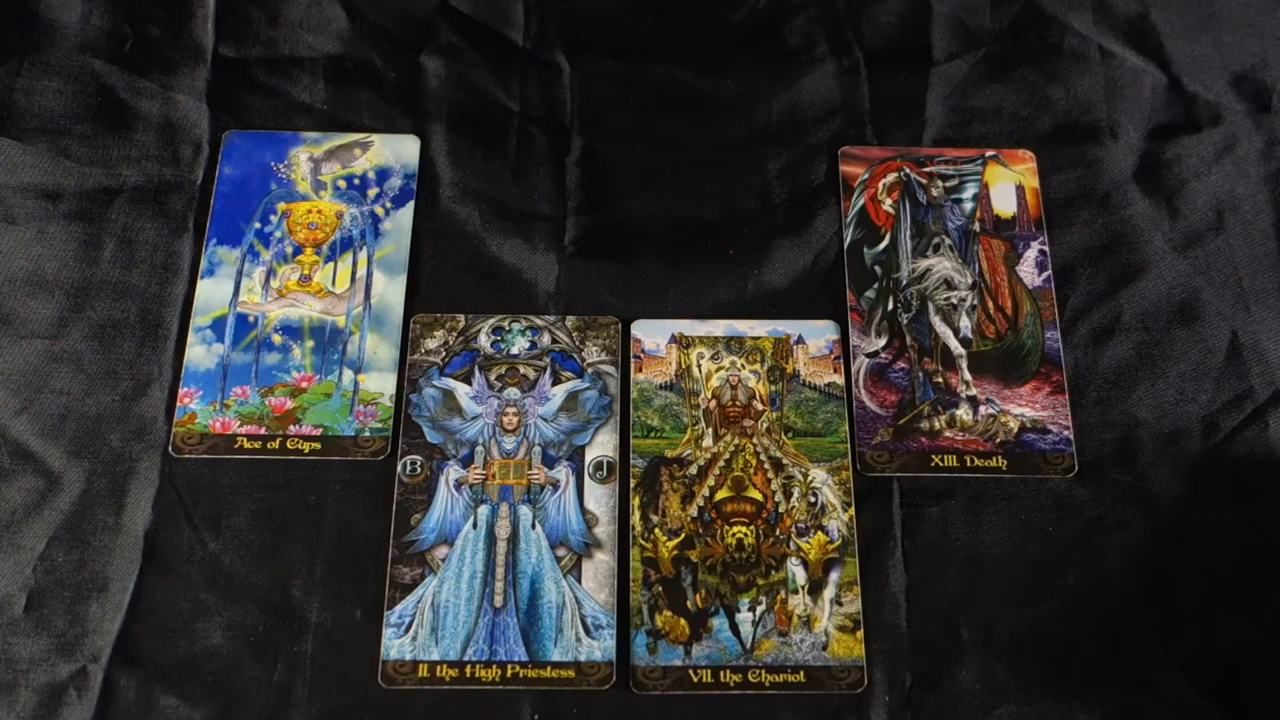 Ace of Cups
B
J
II. the High Priestess
VII. the Chariot
XIII. Death